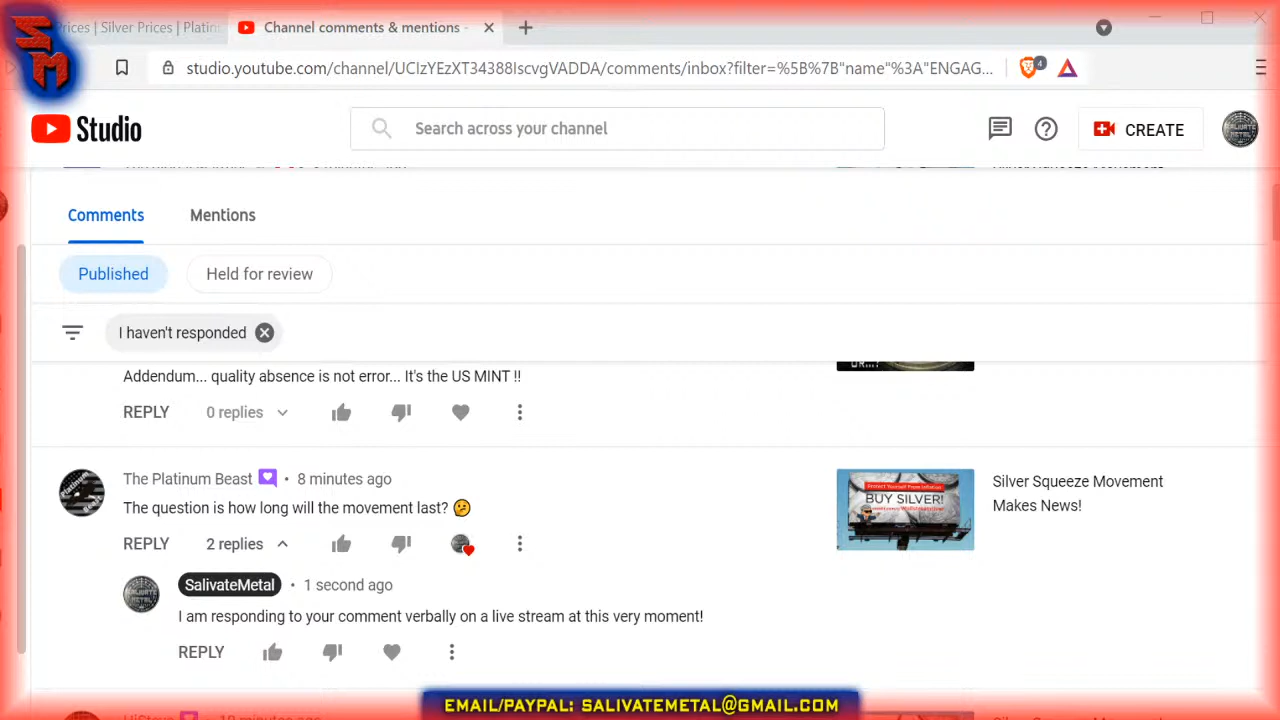 SM
Prices | Silver Prices | Platin
Channel comments & mentions -
studio.youtube.com/channel/UCIzYEzXT34388IscvgVADDA/comments/inbox?filter=%5B%7B"name"%3A"ENGAG...
4
Studio
Search across your channel
CREATE
Comments
Mentions
Published
Held for review
I haven't responded
Addendum... quality absence is not error... It's the US MINT !!
REPLY 0 replies
The Platinum Beast • 8 minutes ago
The question is how long will the movement last? 😕
BUY SILVER!
Silver Squeeze Movement
Makes News!
REPLY 2 replies
SalivateMetal • 1 second ago
I am responding to your comment verbally on a live stream at this very moment!
REPLY
EMAIL/PAYPAL: SALIVATEMETAL@GMAIL.COM